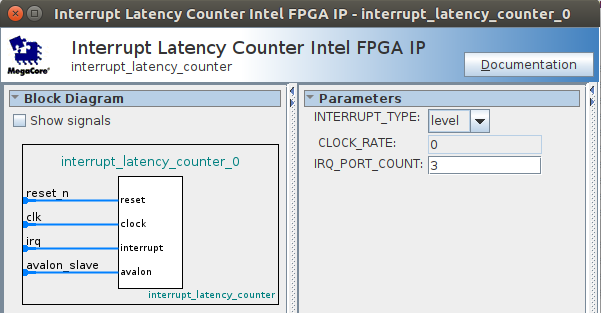 Interrupt Latency Counter Intel FPGA IP - interrupt_latency_counter_0
Interrupt Latency Counter Intel FPGA IP
interrupt_latency_counter
MegaCore
Documentation
Block Diagram
Show signals
interrupt_latency_counter_0
reset_n
reset
clk
clock
irq
interrupt
avalon_slave
avalon
interrupt_latency_counter
Parameters
INTERRUPT_TYPE: level
CLOCK_RATE: 0
IRQ_PORT_COUNT: 3